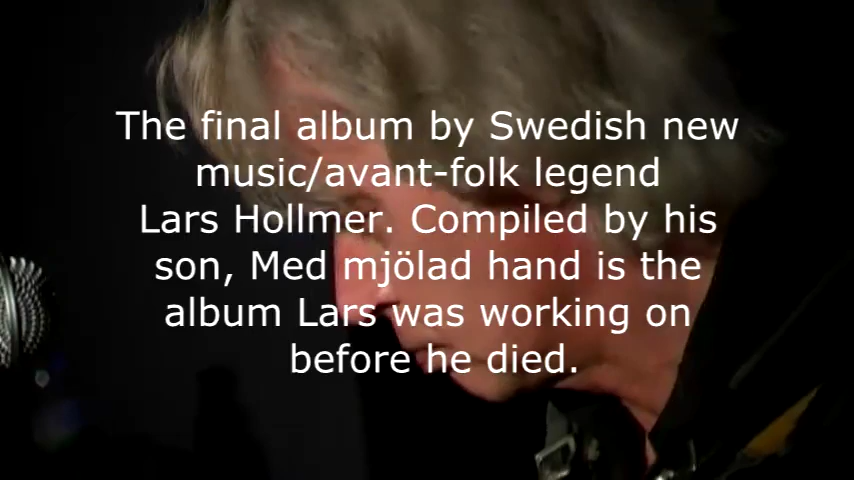 The final album by Swedish new
music/avant-folk legend
Lars Hollmer. Compiled by his
son, Med mjölad hand is the
album Lars was working on
before he died.